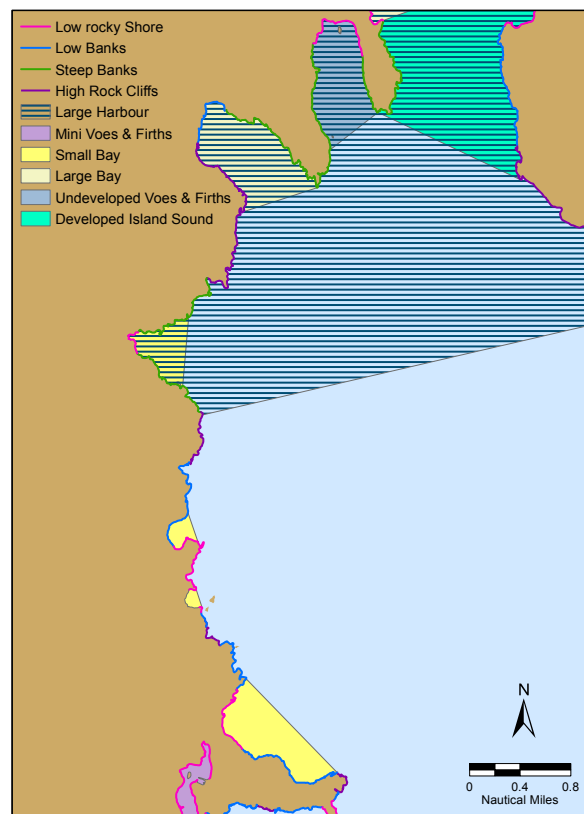 Low rocky Shore
Low Banks
Steep Banks
High Rock Cliffs
Large Harbour
Mini Voes & Firths
Small Bay
Large Bay
Undeveloped Voes & Firths
Developed Island Sound
N
0 0.4 0.8
Nautical Miles